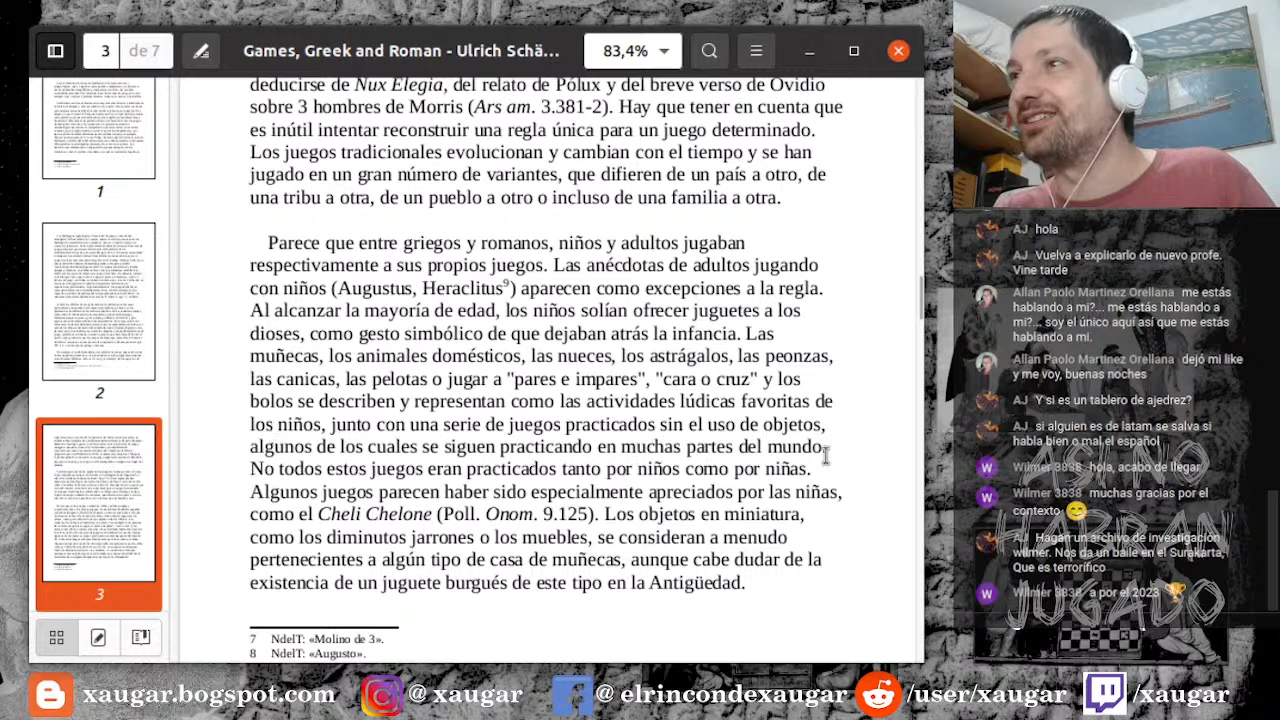 3 de 7
Games, Greek and Roman - Ulrich Schä...
83,4%
1
2
3
deducirse de Nux Elegia, del relato de Pólux y del breve verso de Ovidio
sobre 3 hombres de Morris (Ars am. 3.381-2). Hay que tener en cuenta que
es real intentar reconstruir una regla única para un juego determinado.
Los juegos tradicionales evolucionan y cambian con el tiempo y se han
jugado en un gran número de variantes, que difieren de un país a otro, de
una tribu a otra, de un pueblo a otro o incluso de una familia a otra.
Parece que entre griegos y romanos, niños y adultos jugaban
respectivamente a sus propios juegos. Las anécdotas de adultos jugando
con niños (Augustus, Heraclitus9) se leen como excepciones a la regla.
Al alcanzar la mayoría de edad, los niños solían ofrecer juguetes a los
dioses, como gesto simbólico de que dejaban atrás la infancia. Las
muñecas, los animales domésticos, las nueces, los astrágalos, las peonzas,
las canicas, las pelotas o jugar a "pares e impares", "cara o cruz" y los
bolos se describen y representan como las actividades lúdicas favoritas de
los niños, junto con una serie de juegos practicados sin el uso de objetos,
algunos de los cuales se siguen practicando en muchas partes del mundo.
No todos estos juegos eran practicados tanto por niños como por niñas.
Algunos juegos parecen haber sido especialmente apreciados por las niñas,
como el Cheli Chelone (Poll. Onom. 9.125). Los objetos en miniatura,
como los diminutos jarrones o los muebles, se consideran a menudo
pertenecientes a algún tipo de casa de muñecas, aunque cabe dudar de la
existencia de un juguete burgués de este tipo en la Antigüedad.
7 NdelT: «Molino de 3».
8 NdelT: «Augusto».
AJ hola
AJ Vuelva a explicarlo de nuevo profe.
Vine tarde
Allan Paolo Martinez Orellana me estás
hablando a mi?... me estás hablando a
mi?... soy el único aquí asi que me estás
hablando a mi.
Allan Paolo Martinez Orellana dejó mi like
y me voy, buenas noches
AJ Y si es un tablero de ajedrez?
AJ si alguien es de latam se salva si
habla bien o mal el español
W Wilmer 3838 hola, acabo de llegar
W Wilmer 3838 muchas gracias por el
contexto 😊
AJ Hagan un archivo de investigación
wilmer. Nos da un baile en el Surakarta,
Que es terrorífico
W Wilmer 3838 a por el 2023 🏆
ASI NO
HABRA
JUGADO
xaugar.bogspot.com
@ xaugar
@ elrincondexaugar
/user/xaugar
/xaugar